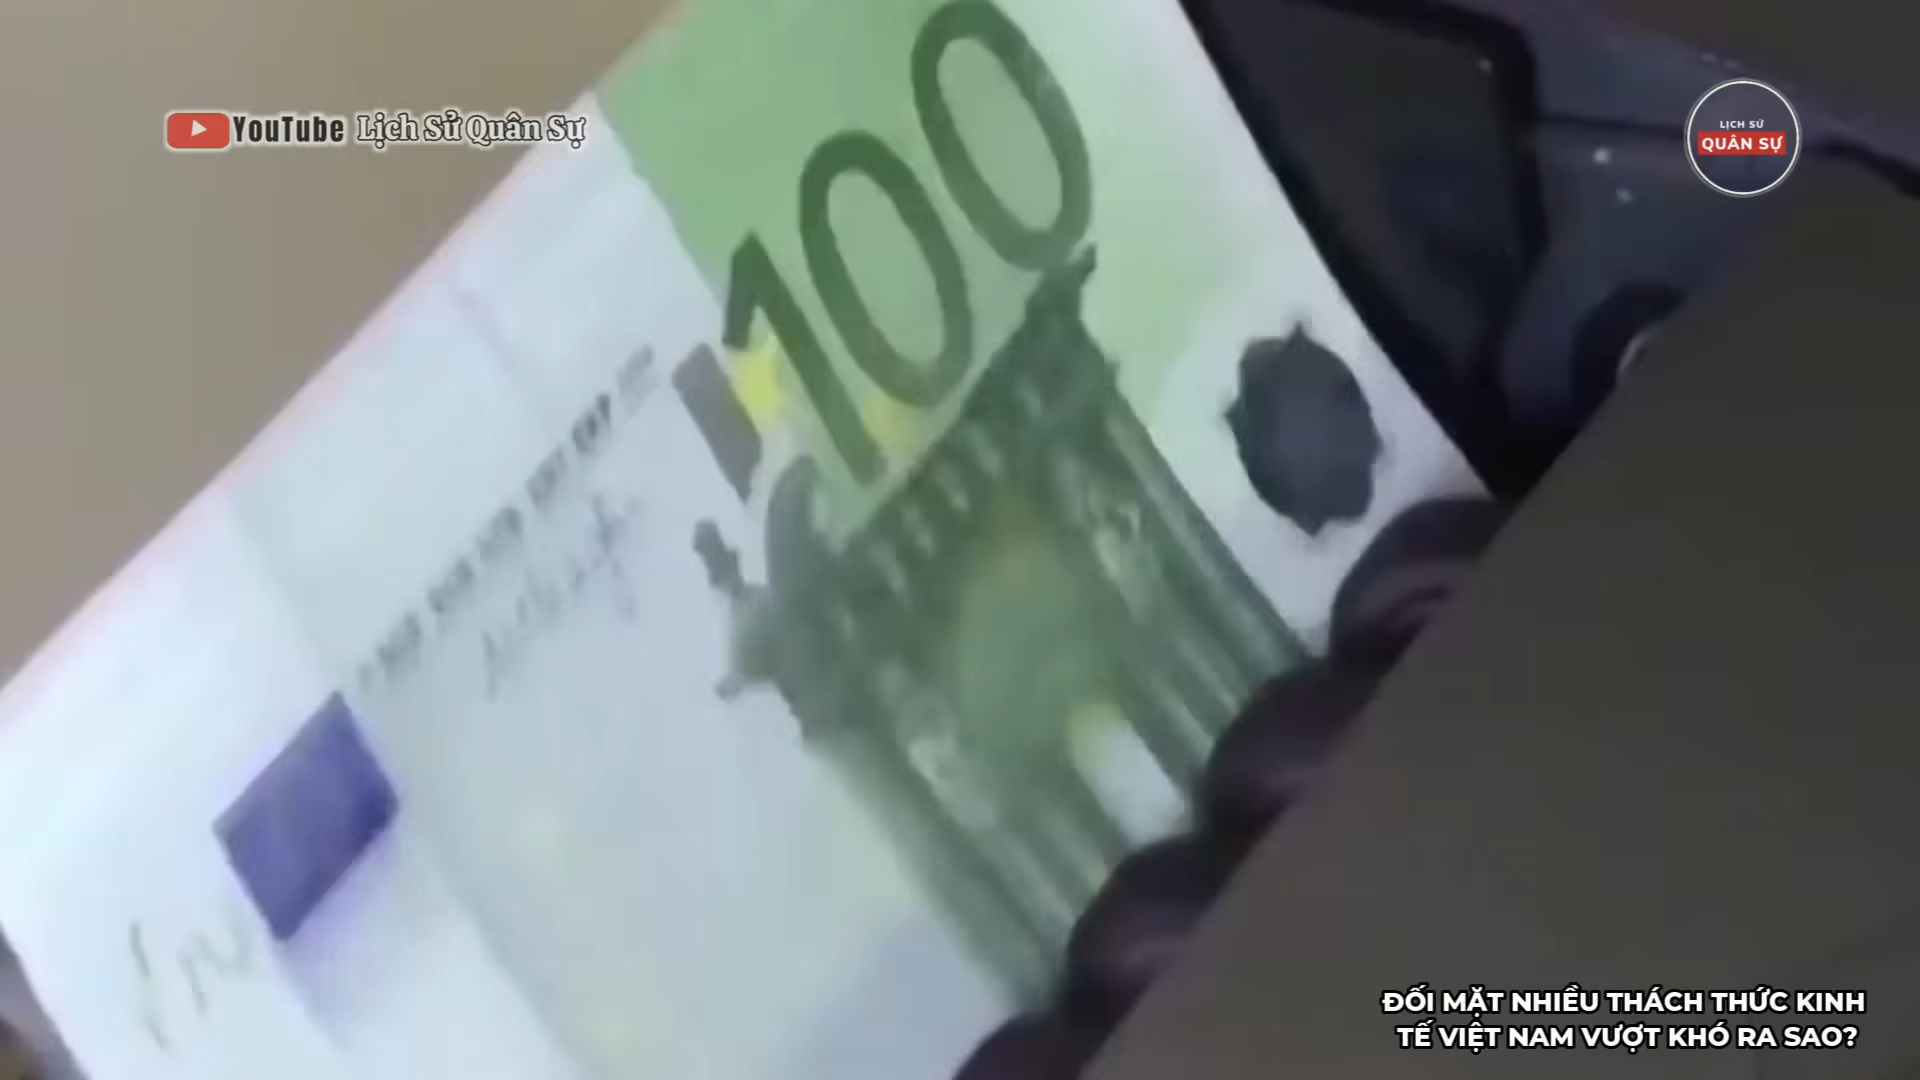 YouTube Lịch Sử Quân Sự
LỊCH SỬ
QUÂN SỰ
100
ĐỐI MẶT NHIỀU THÁCH THỨC KINH
TẾ VIỆT NAM VƯỢT KHÓ RA SAO?